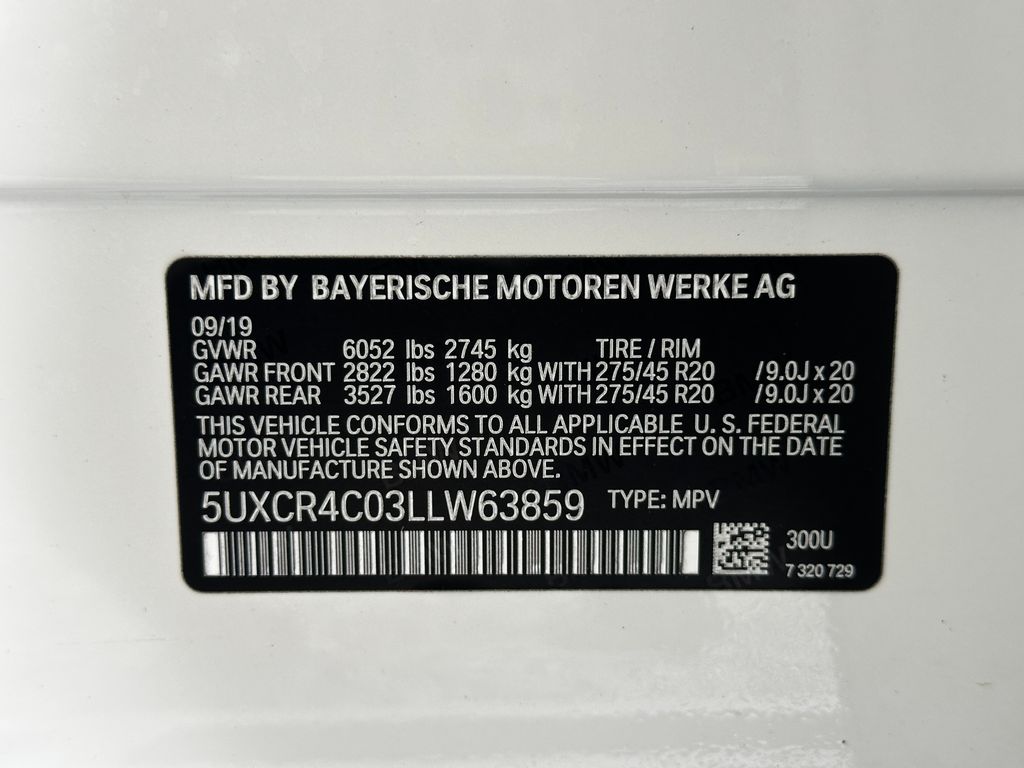 MFD BY BAYERISCHE MOTOREN WERKE AG
09/19
GVWR 6052 lbs 2745 kg TIRE / RIM
GAWR FRONT 2822 lbs 1280 kg WITH 275/45 R20 /9.0J x 20
GAWR REAR 3527 lbs 1600 kg WITH 275/45 R20 /9.0J x 20
THIS VEHICLE CONFORMS TO ALL APPLICABLE U. S. FEDERAL
MOTOR VEHICLE SAFETY STANDARDS IN EFFECT ON THE DATE
OF MANUFACTURE SHOWN ABOVE.
5UXCR4C03LLW63859 TYPE: MPV
300U
7 320 729